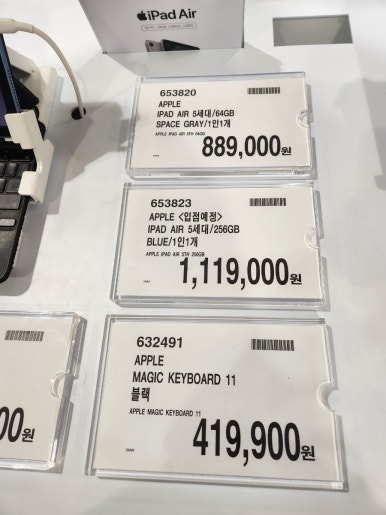 iPad Air
653820
APPLE
IPAD AIR 5세대/64GB
SPACE GRAY/1인1개
APPLE IPAD AIR 5TH 64GB
889,000원
653823
APPLE <입점예정>
IPAD AIR 5세대/256GB
BLUE/1인1개
APPLE IPAD AIR 5TH 256GB
1,119,000원
632491
APPLE
MAGIC KEYBOARD 11
블랙
APPLE MAGIC KEYBOARD 11
419,900원
00원